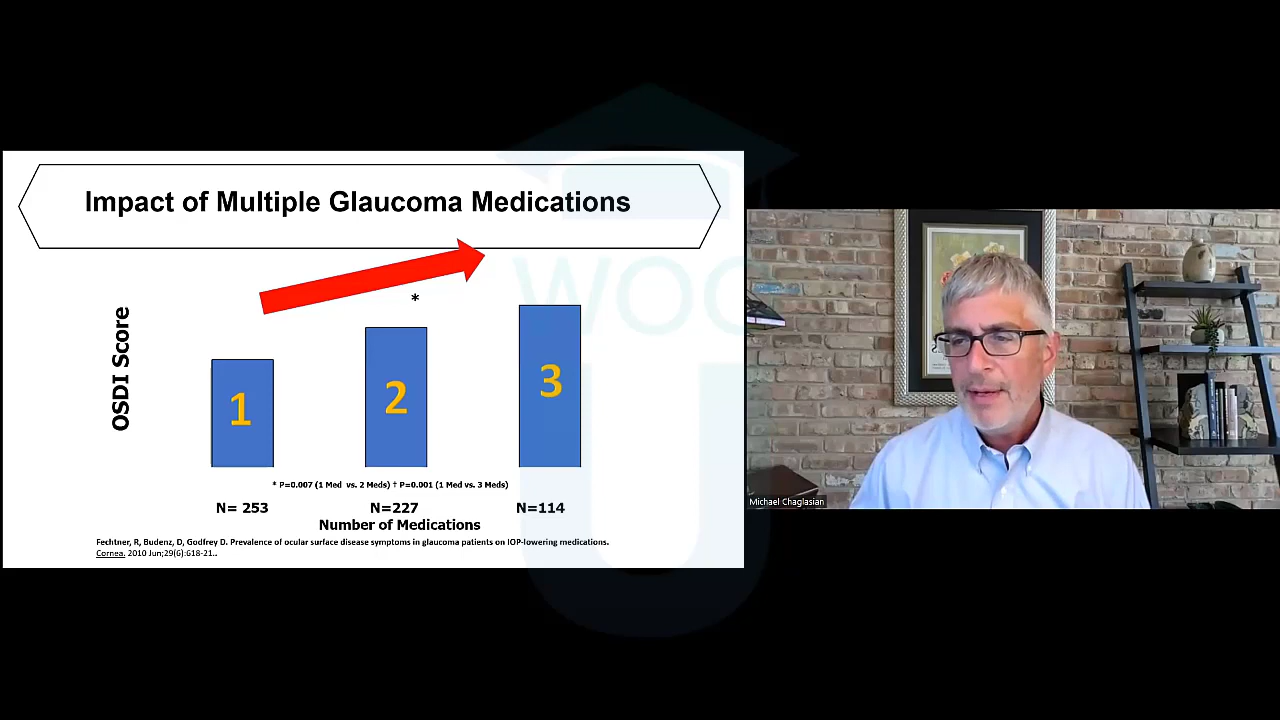 Impact of Multiple Glaucoma Medications
*
OSDI Score
1
2
3
* P=0.007 (1 Med vs. 2 Meds) † P=0.001 (1 Med vs. 3 Meds)
N= 253
N=227
N=114
Number of Medications
Fechtner, R, Budenz, D, Godfrey D. Prevalence of ocular surface disease symptoms in glaucoma patients on IOP-lowering medications.
Cornea. 2010 Jun;29(6):618-21..
WOO
U
Michael Chaglasian